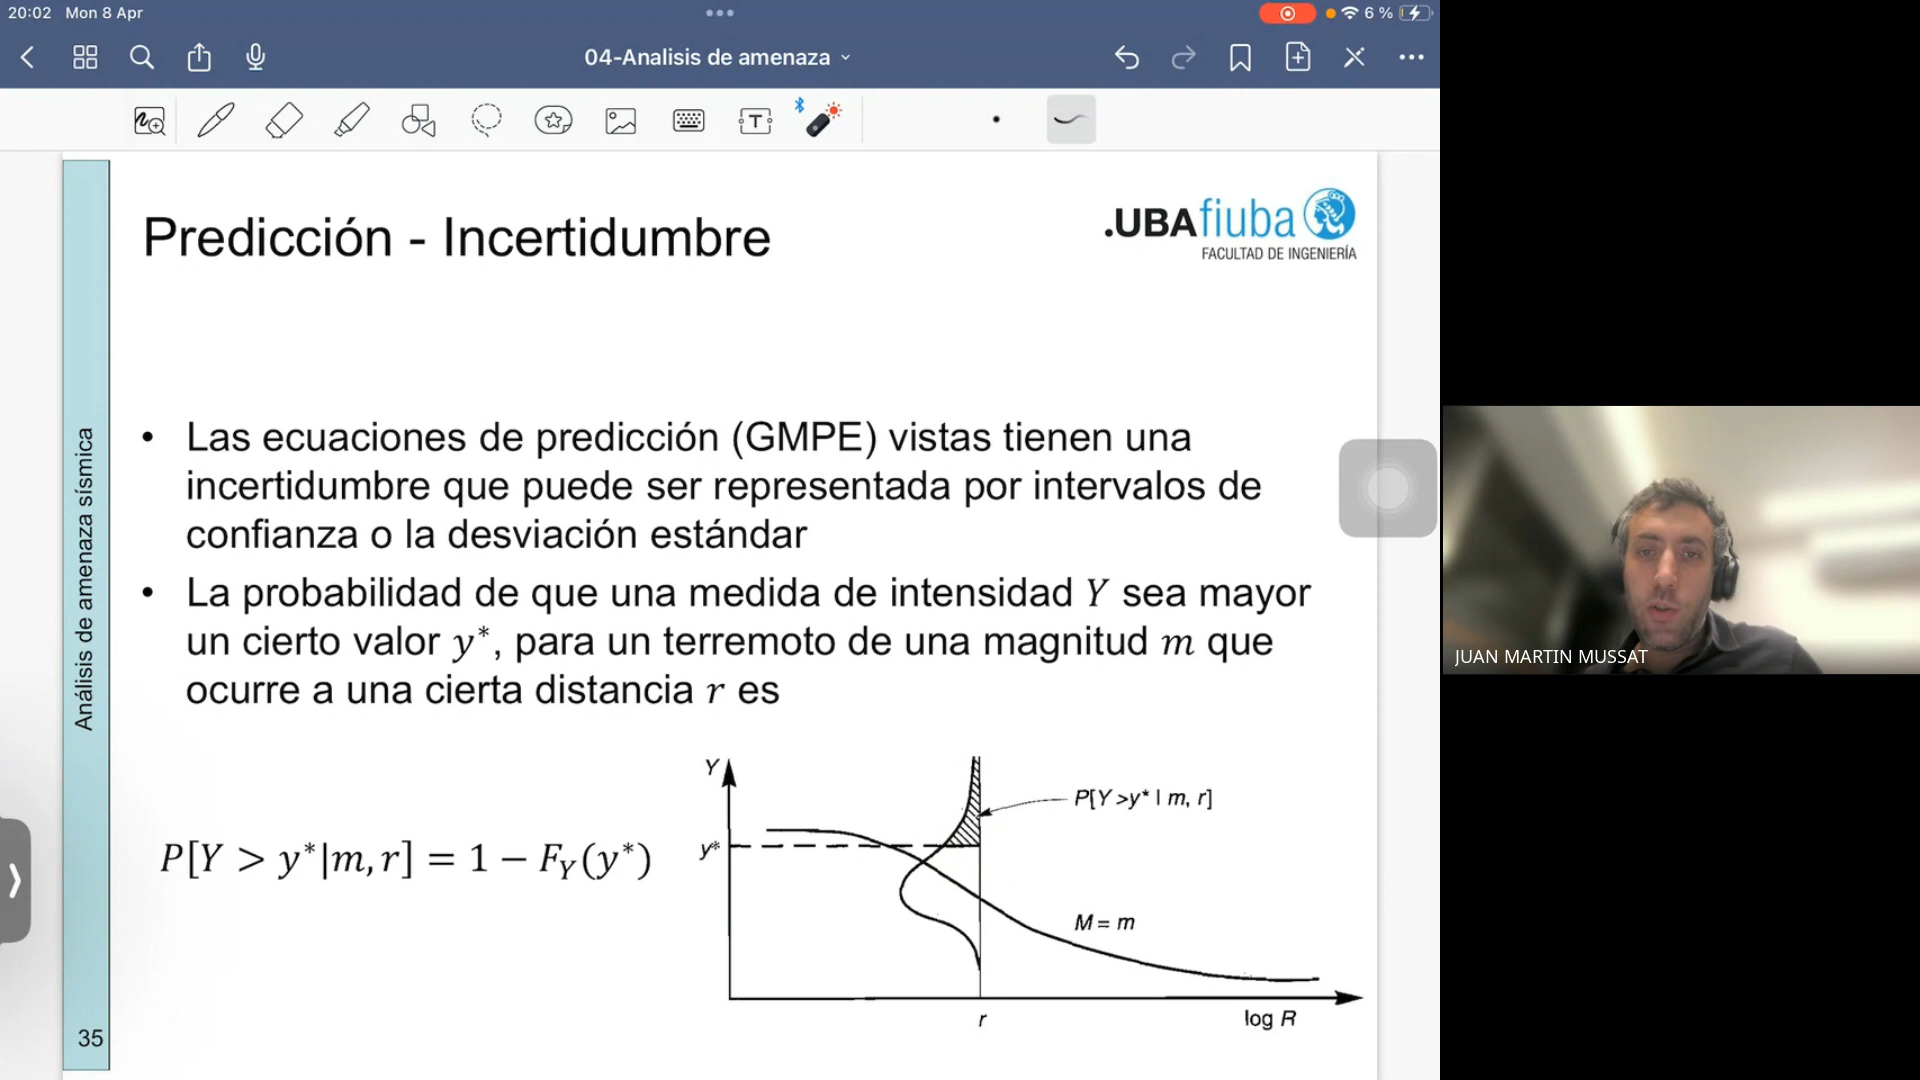 20:02 Mon 8 Apr
6 %
04-Analisis de amenaza
T
Predicción - Incertidumbre
.UBAfiuba
FACULTAD DE INGENIERÍA
Análisis de amenaza sísmica
• Las ecuaciones de predicción (GMPE) vistas tienen una
incertidumbre que puede ser representada por intervalos de
confianza o la desviación estándar
• La probabilidad de que una medida de intensidad Y sea mayor
un cierto valor y*, para un terremoto de una magnitud m que
ocurre a una cierta distancia r es
P[Y > y*|m, r] = 1 − F_Y(y*)
Y
P[Y >y* | m, r]
y*
M = m
r
log R
35
JUAN MARTIN MUSSAT